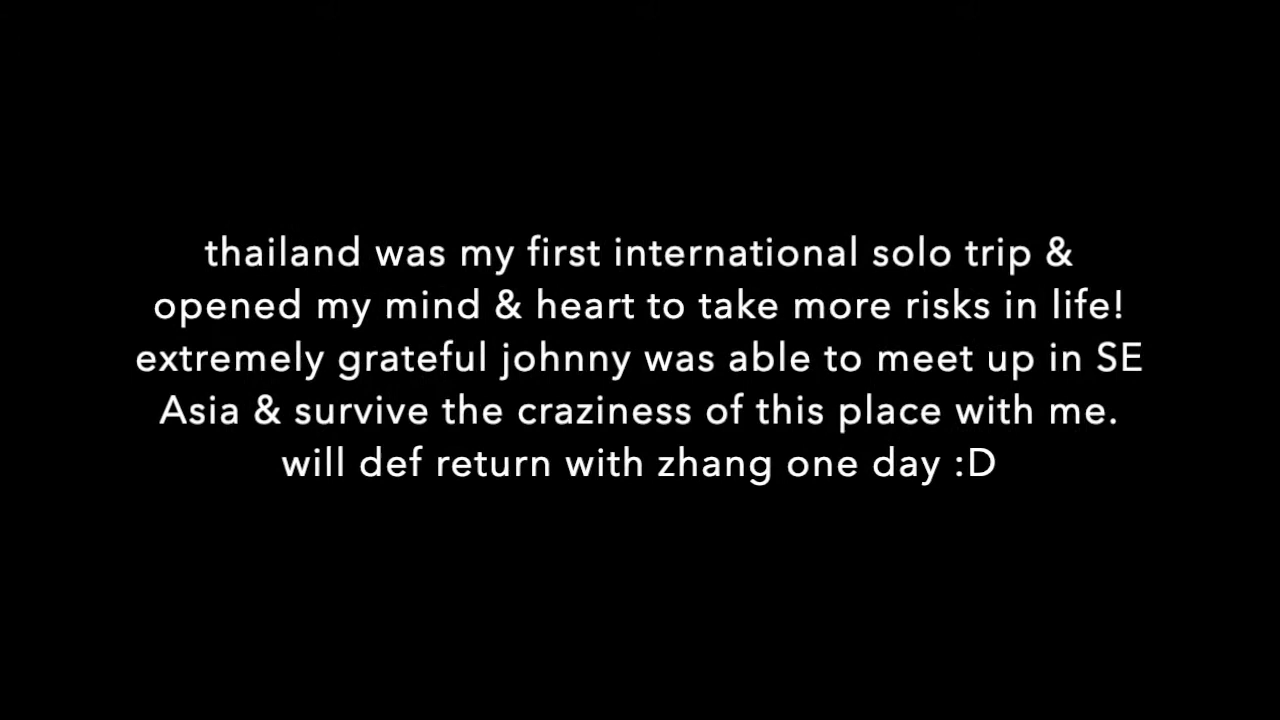 thailand was my first international solo trip &
opened my mind & heart to take more risks in life!
extremely grateful johnny was able to meet up in SE
Asia & survive the craziness of this place with me.
will def return with zhang one day :D